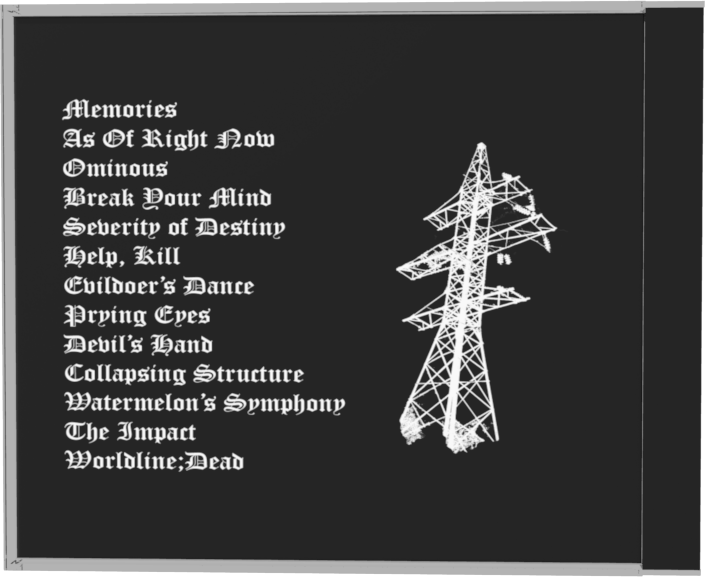 Memories
As Of Right Now
Ominous
Break Your Mind
Severity of Destiny
Help, Kill
Evildoer's Dance
Prying Eyes
Devil's Hand
Collapsing Structure
Watermelon's Symphony
The Impact
Worldline;Dead